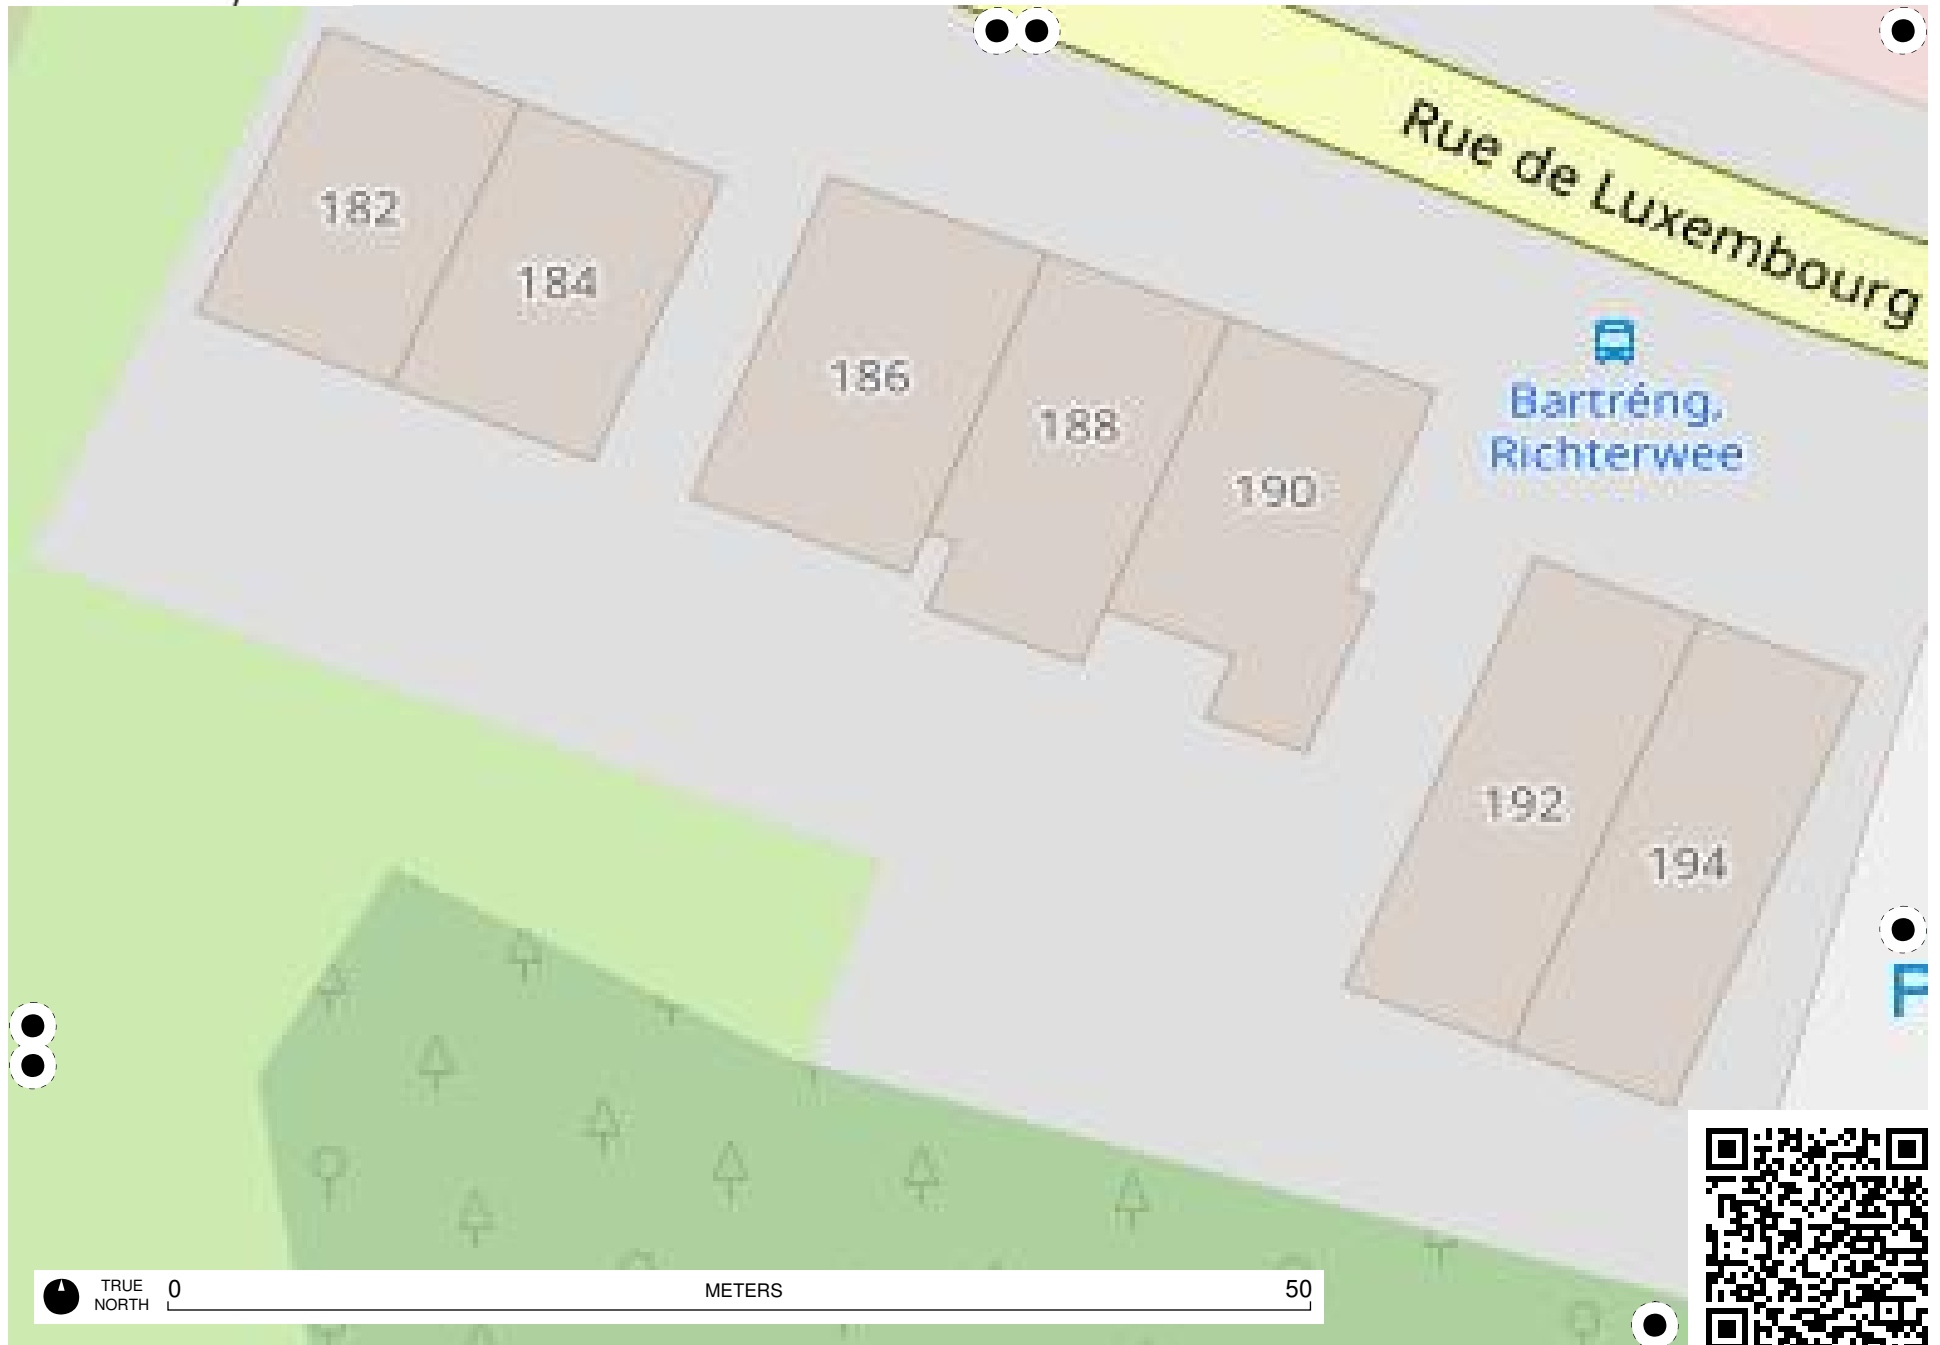 Rue de Luxembourg
182
184
186
188
190
Bartréng,
Richterwee
192
194
P
TRUE
NORTH
0
METERS
50